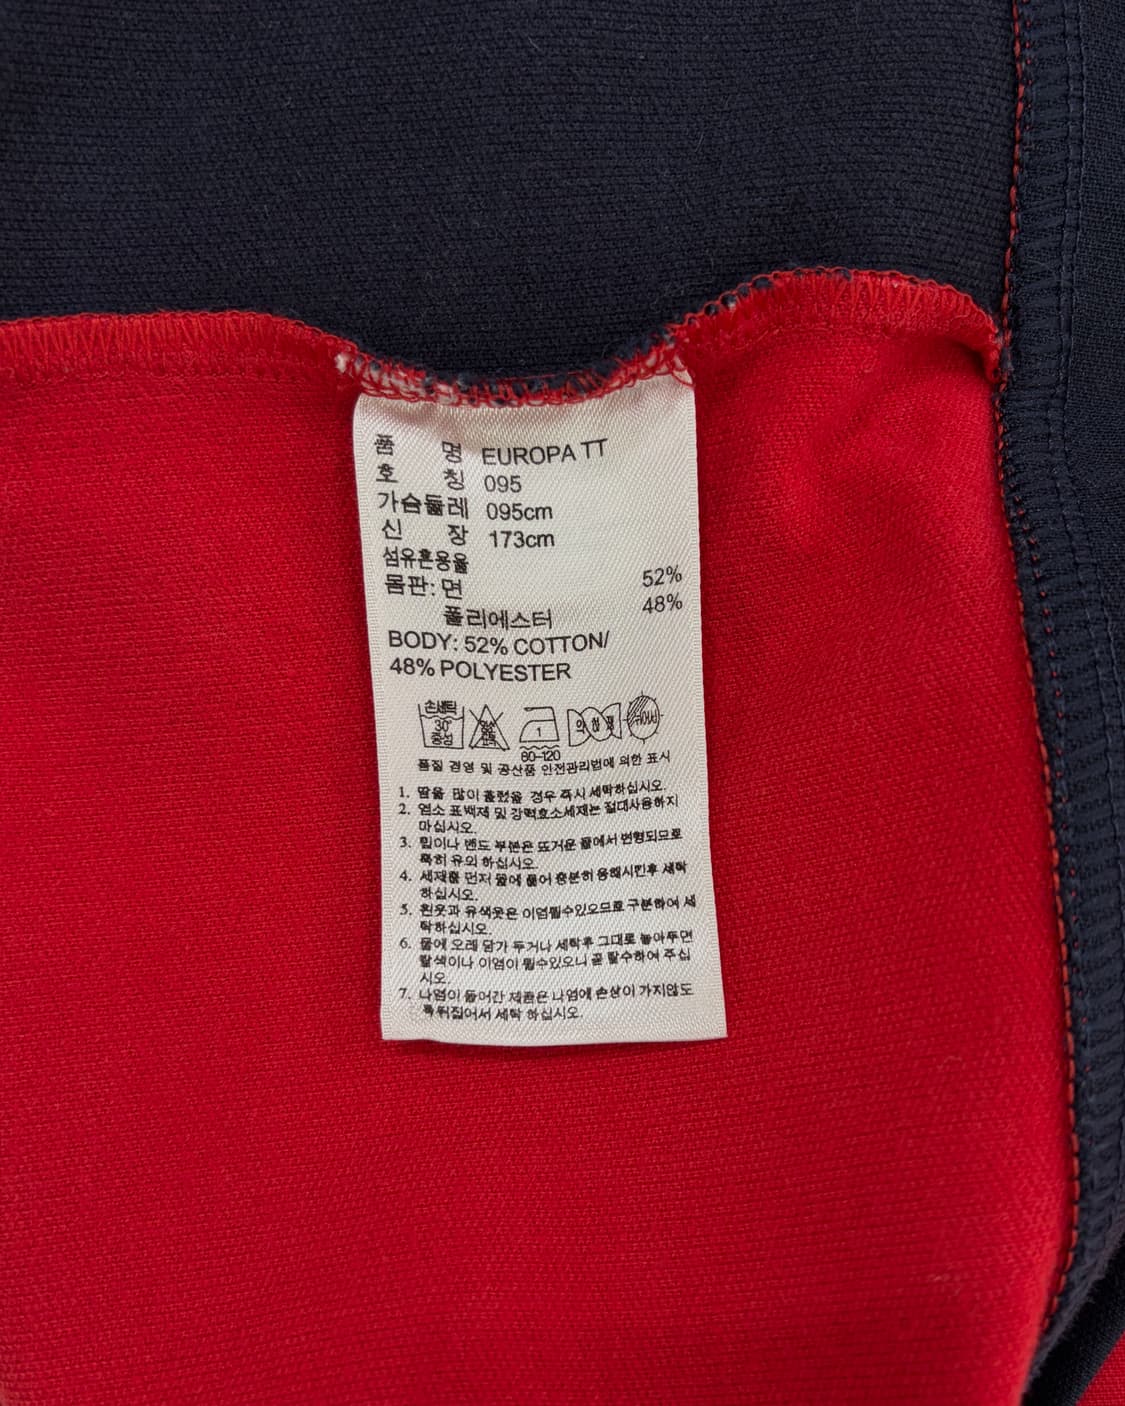 품 명 EUROPA TT
호 칭 095
가슴둘레 095cm
신 장 173cm
섬유혼용율
몸판: 면 52%
폴리에스터 48%
BODY: 52% COTTON/
48% POLYESTER
손세탁
30°
중성
1
80-120
품질 경영 및 공산품 안전관리법에 의한 표시
1. 땀을 많이 흘렸을 경우 즉시 세탁하십시오.
2. 염소 표백제 및 강력효소세제는 절대사용하지
마십시오.
3. 립이나 밴드 부분은 뜨거운 물에서 변형되므로
특히 유의 하십시오.
4. 세제를 먼저 물에 풀어 충분히 용해시킨후 세탁
하십시오.
5. 흰옷과 유색옷은 이염될수있으므로 구분하여 세
탁하십시오.
6. 물에 오래 담가 두거나 세탁후 그대로 놓아두면
탈색이나 이염이 될수있으니 곧 탈수하여 주십
시오.
7. 나염이 들어간 제품은 나염에 손상이 가지않도
록뒤집어서 세탁 하십시오.